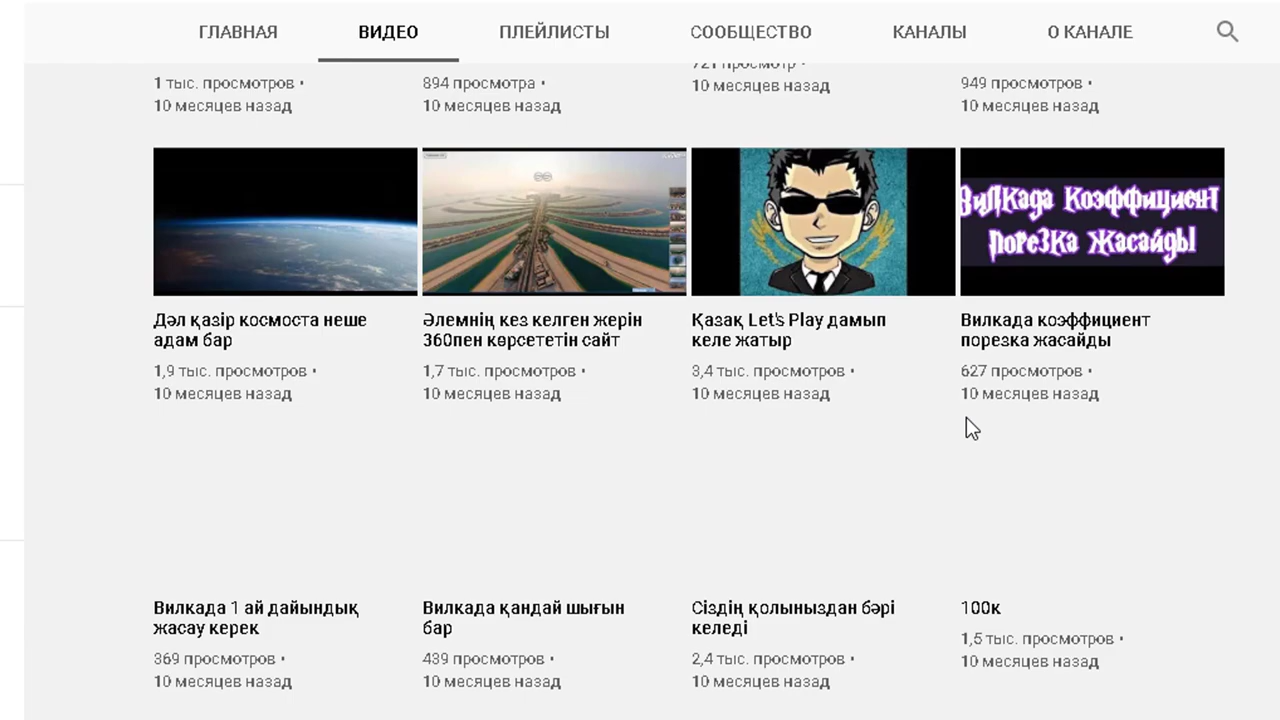 ГЛАВНАЯ ВИДЕО ПЛЕЙЛИСТЫ СООБЩЕСТВО КАНАЛЫ О КАНАЛЕ
1 тыс. просмотров •
10 месяцев назад
894 просмотра •
10 месяцев назад
721 просмотр •
10 месяцев назад
949 просмотров •
10 месяцев назад
Вилкада Коэффициент
порезка жасайды
Дәл қазір космоста неше
адам бар
1,9 тыс. просмотров •
10 месяцев назад
Әлемнің кез келген жерін
360пен көрсететін сайт
1,7 тыс. просмотров •
10 месяцев назад
Қазақ Let's Play дамып
келе жатыр
3,4 тыс. просмотров •
10 месяцев назад
Вилкада коэффициент
порезка жасайды
627 просмотров •
10 месяцев назад
Вилкада 1 ай дайындық
жасау керек
369 просмотров •
10 месяцев назад
Вилкада қандай шығын
бар
439 просмотров •
10 месяцев назад
Сіздің қолыныздан бәрі
келеді
2,4 тыс. просмотров •
10 месяцев назад
100к
1,5 тыс. просмотров •
10 месяцев назад